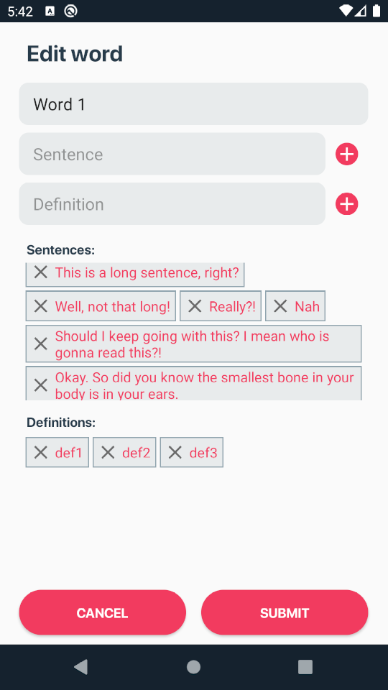 5:42
Edit word
Word 1
Sentence
Definition
Sentences:
This is a long sentence, right?
Well, not that long! Really?! Nah
Should I keep going with this? I mean who is
gonna read this?!
Okay. So did you know the smallest bone in your
body is in your ears.
Definitions:
def1 def2 def3
CANCEL SUBMIT